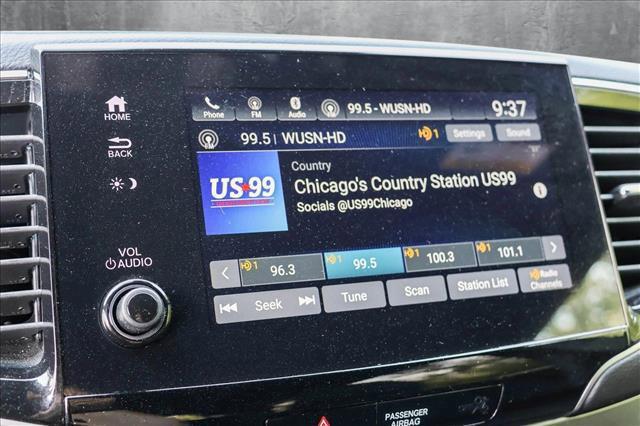 HOME
BACK
VOL
AUDIO
Phone
FM
Audio
99.5 - WUSN-HD
9:37
99.5 | WUSN-HD
1
Settings
Sound
US99
Country
Chicago's Country Station US99
Socials @US99Chicago
i
1 96.3
1 99.5
1 100.3
1 101.1
Seek
Tune
Scan
Station List
Radio
Channels
PASSENGER
AIRBAG